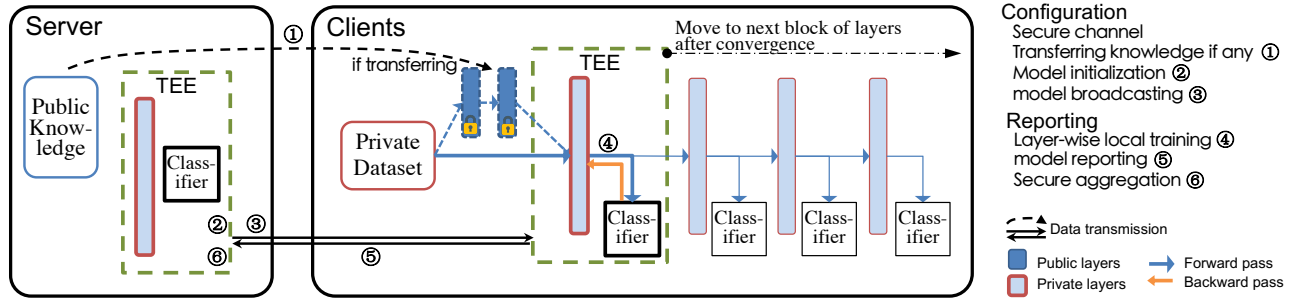 Server
①
Public
Know-
ledge
TEE
Class-
ifier
②
③
⑥
⑤
Clients
if transferring
Private
Dataset
TEE
④
Class-
ifier
Move to next block of layers
after convergence
Class-
ifier
Class-
ifier
Class-
ifier
Configuration
Secure channel
Transferring knowledge if any ①
Model initialization ②
model broadcasting ③
Reporting
Layer-wise local training ④
model reporting ⑤
Secure aggregation ⑥
Data transmission
Public layers
Forward pass
Private layers
Backward pass